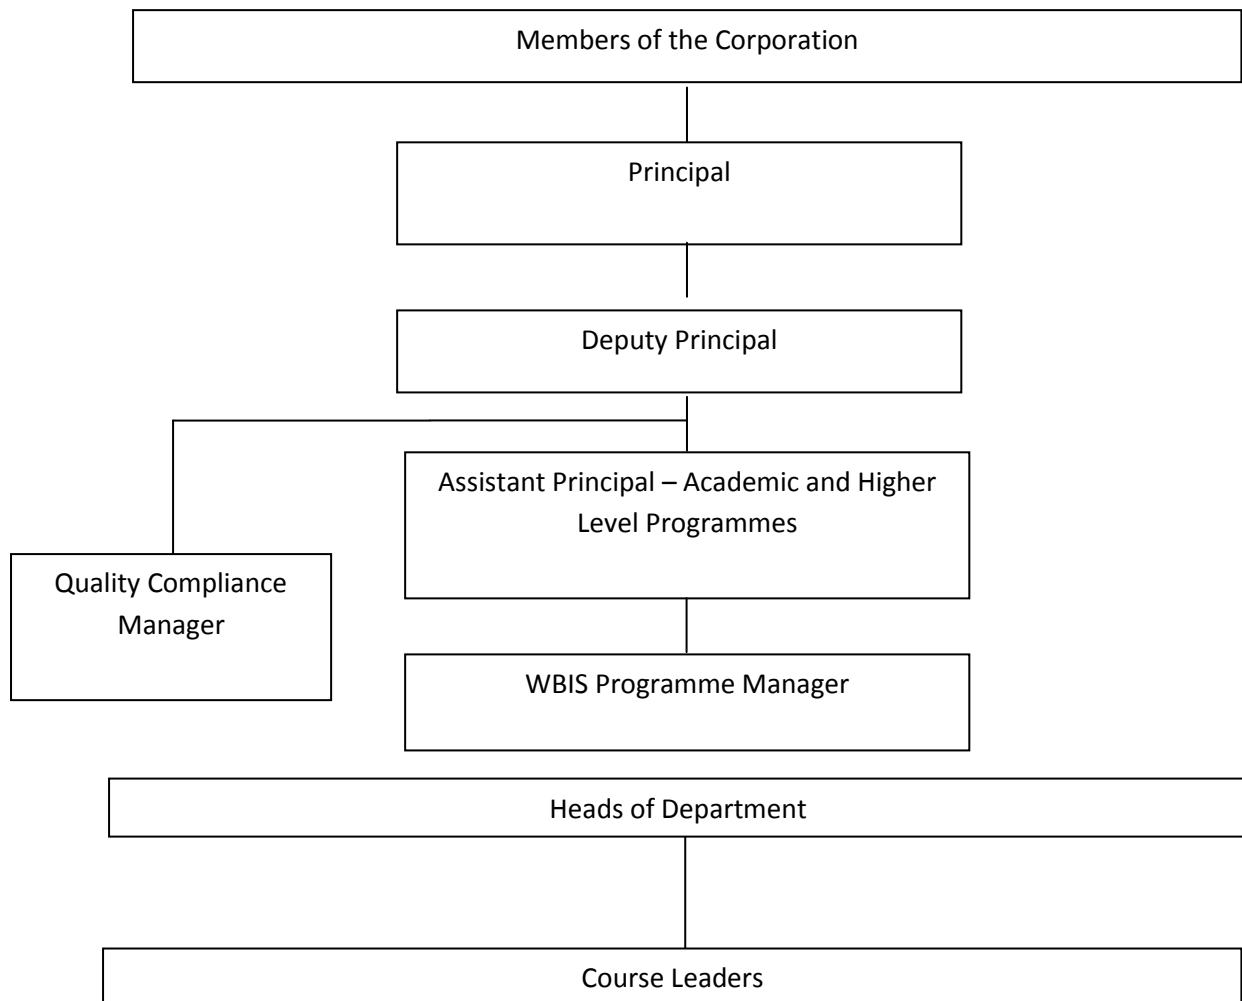 Members of the Corporation
Principal
Deputy Principal
Assistant Principal – Academic and Higher
Level Programmes
Quality Compliance
Manager
WBIS Programme Manager
Heads of Department
Course Leaders